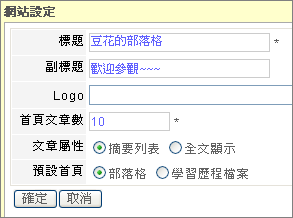 網站設定
標題 豆花的部落格 *
副標題 歡迎參觀~~~
Logo
首頁文章數 10 *
文章屬性 摘要列表 全文顯示
預設首頁 部落格 學習歷程檔案
確定 取消